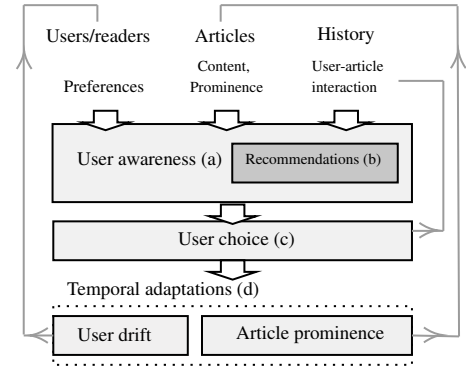 Users/readers Articles History
Preferences Content, Prominence User-article interaction
User awareness (a) Recommendations (b)
User choice (c)
Temporal adaptations (d)
User drift Article prominence